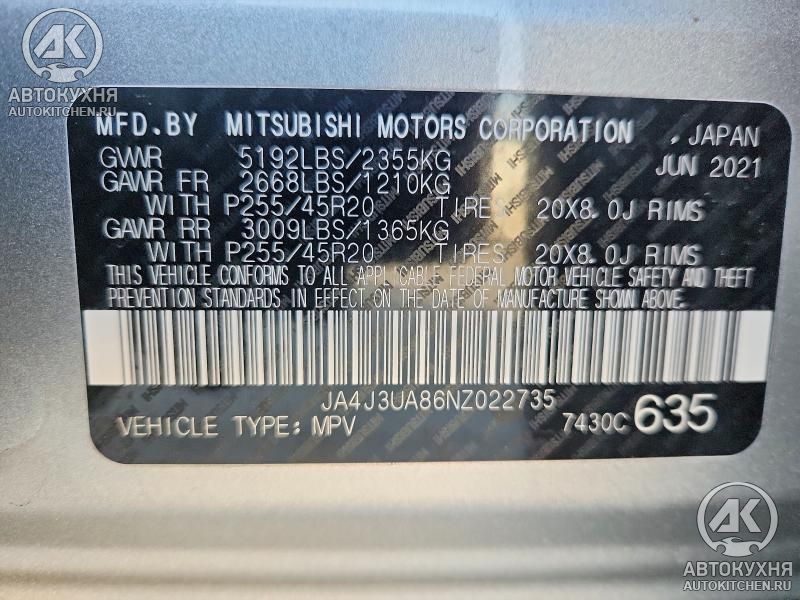 AK
АВТОКУХНЯ
AUTOKITCHEN.RU
MFD.BY MITSUBISHI MOTORS CORPORATION , JAPAN
GVWR 5192LBS/2355KG JUN 2021
GAWR FR 2668LBS/1210KG
WITH P255/45R20 TIRES 20X8.0J RIMS
GAWR RR 3009LBS/1365KG
WITH P255/45R20 TIRES 20X8.0J RIMS
THIS VEHICLE CONFORMS TO ALL APPLICABLE FEDERAL MOTOR VEHICLE SAFETY AND THEFT
PREVENTION STANDARDS IN EFFECT ON THE DATE OF MANUFACTURE SHOWN ABOVE.
JA4J3UA86NZ022735
VEHICLE TYPE: MPV 7430C 635
AK
АВТОКУХНЯ
AUTOKITCHEN.RU